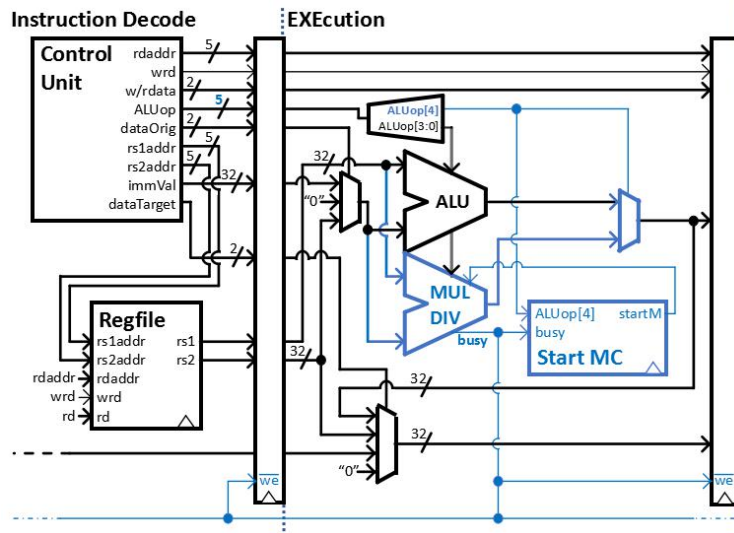 Instruction Decode
EXEcution
Control
Unit
rdaddr
5
wrd
w/rdata
2
ALUop
5
dataOrig
2
rs1addr
5
rs2addr
5
immVal
32
dataTarget
2
ALUop[4]
ALUop[3:0]
32
"0"
ALU
MUL
DIV
busy
ALUop[4]
startM
busy
Start MC
Regfile
rs1addr
rs1
rs2addr
rs2
32
rdaddr
rdaddr
wrd
wrd
rd
rd
32
32
"0"
we
we